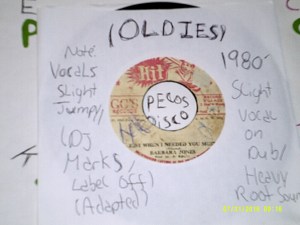 (OLDIES)
Note
Vocals
Slight
Jump//
(DJ
Marks/
Label Off)
(Adapted)
Hit
PECOS
DISCO
JUST WHEN I NEEDED YOU MOST
BARBARA JONES
1980s
Slight
Vocal
on
Dub/
Heavy
Root Sound